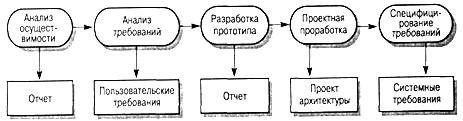 Анализ
осущест-
вимости
Анализ
требований
Разработка
прототипа
Проектная
проработка
Специфици-
рование
требований
Отчет
Пользовательские
требования
Отчет
Проект
архитектуры
Системные
требования